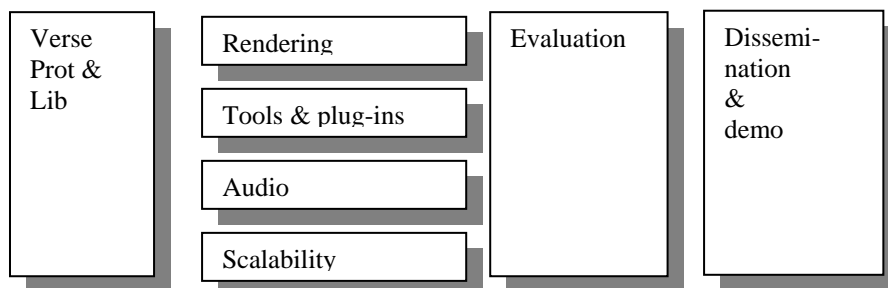 Verse
Prot &
Lib
Rendering
Tools & plug-ins
Audio
Scalability
Evaluation
Dissemi-
nation
&
demo